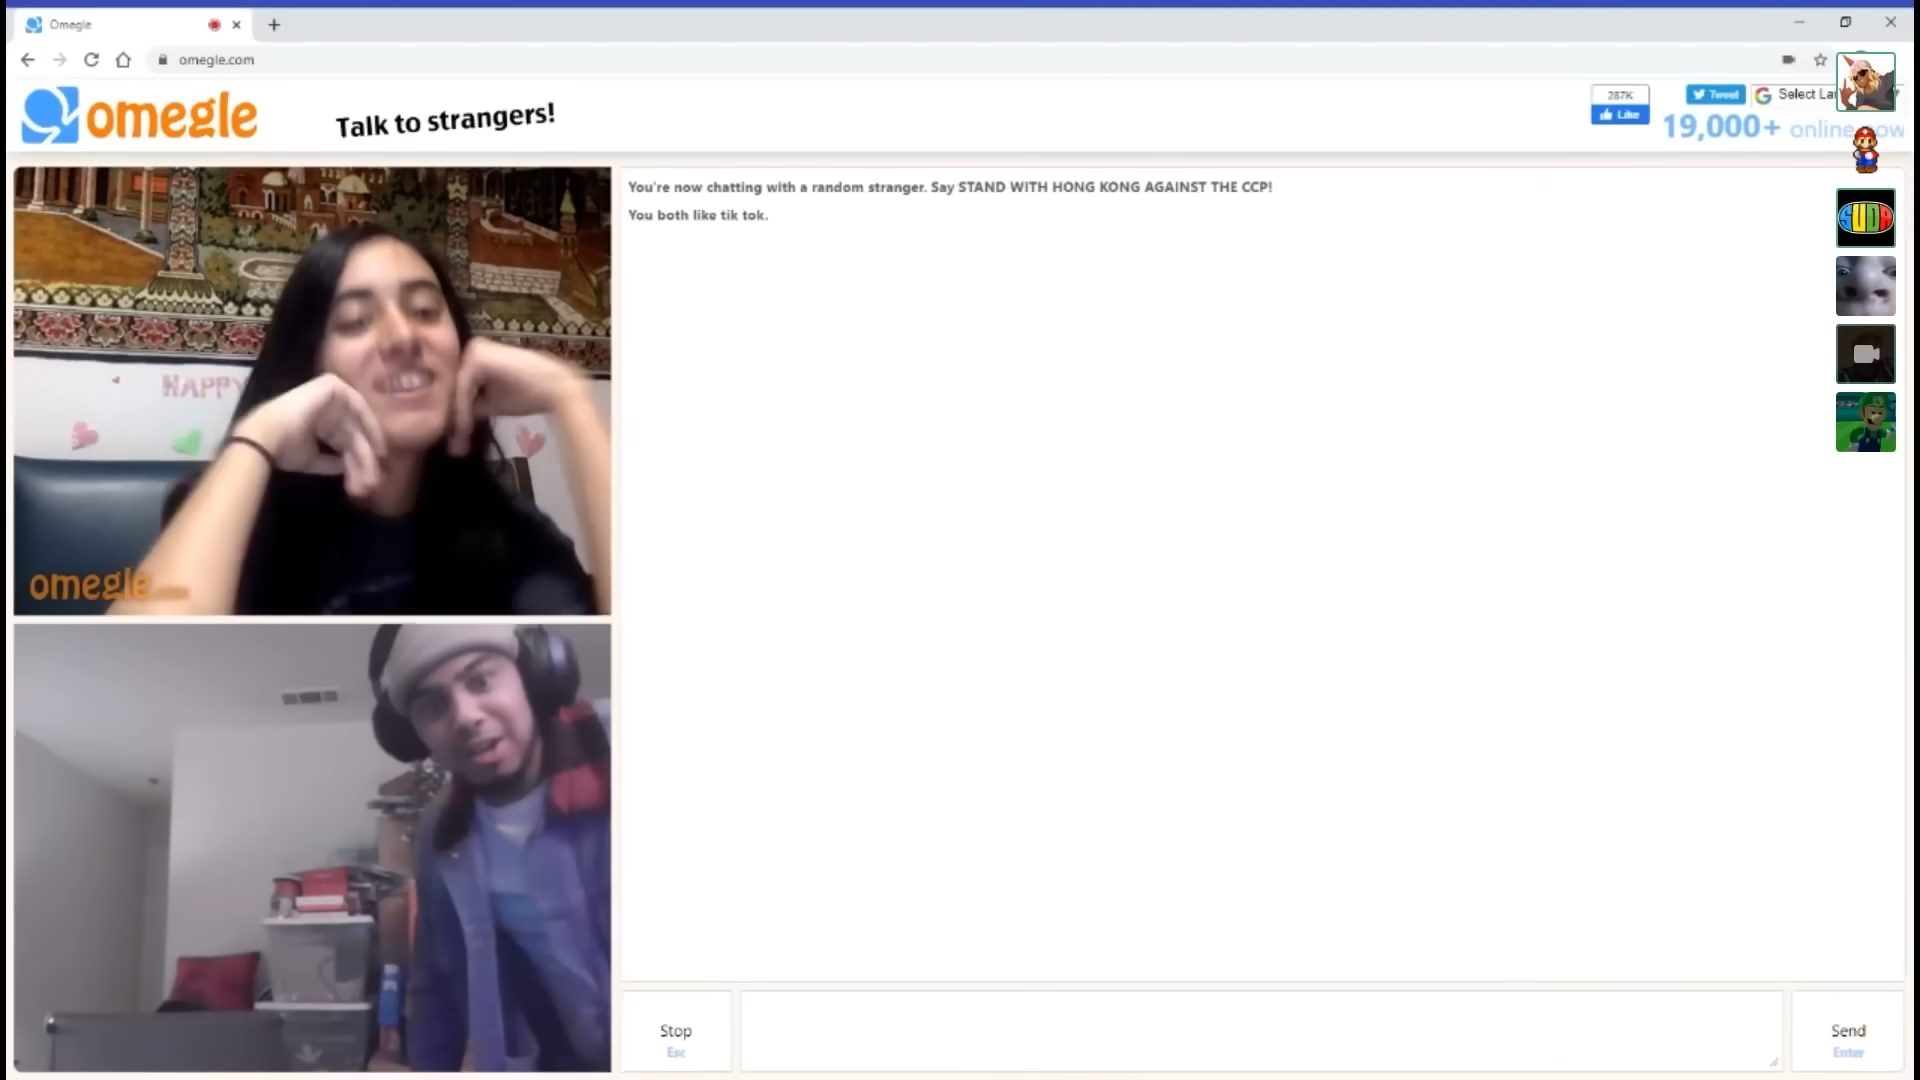 Omegle
omegle.com
omegle
Talk to strangers!
287K
Like
Tweet
Select La
19,000+ online now
You're now chatting with a random stranger. Say STAND WITH HONG KONG AGAINST THE CCP!
You both like tik tok.
SUDA
HAPPY
omegle
Stop
Esc
Send
Enter